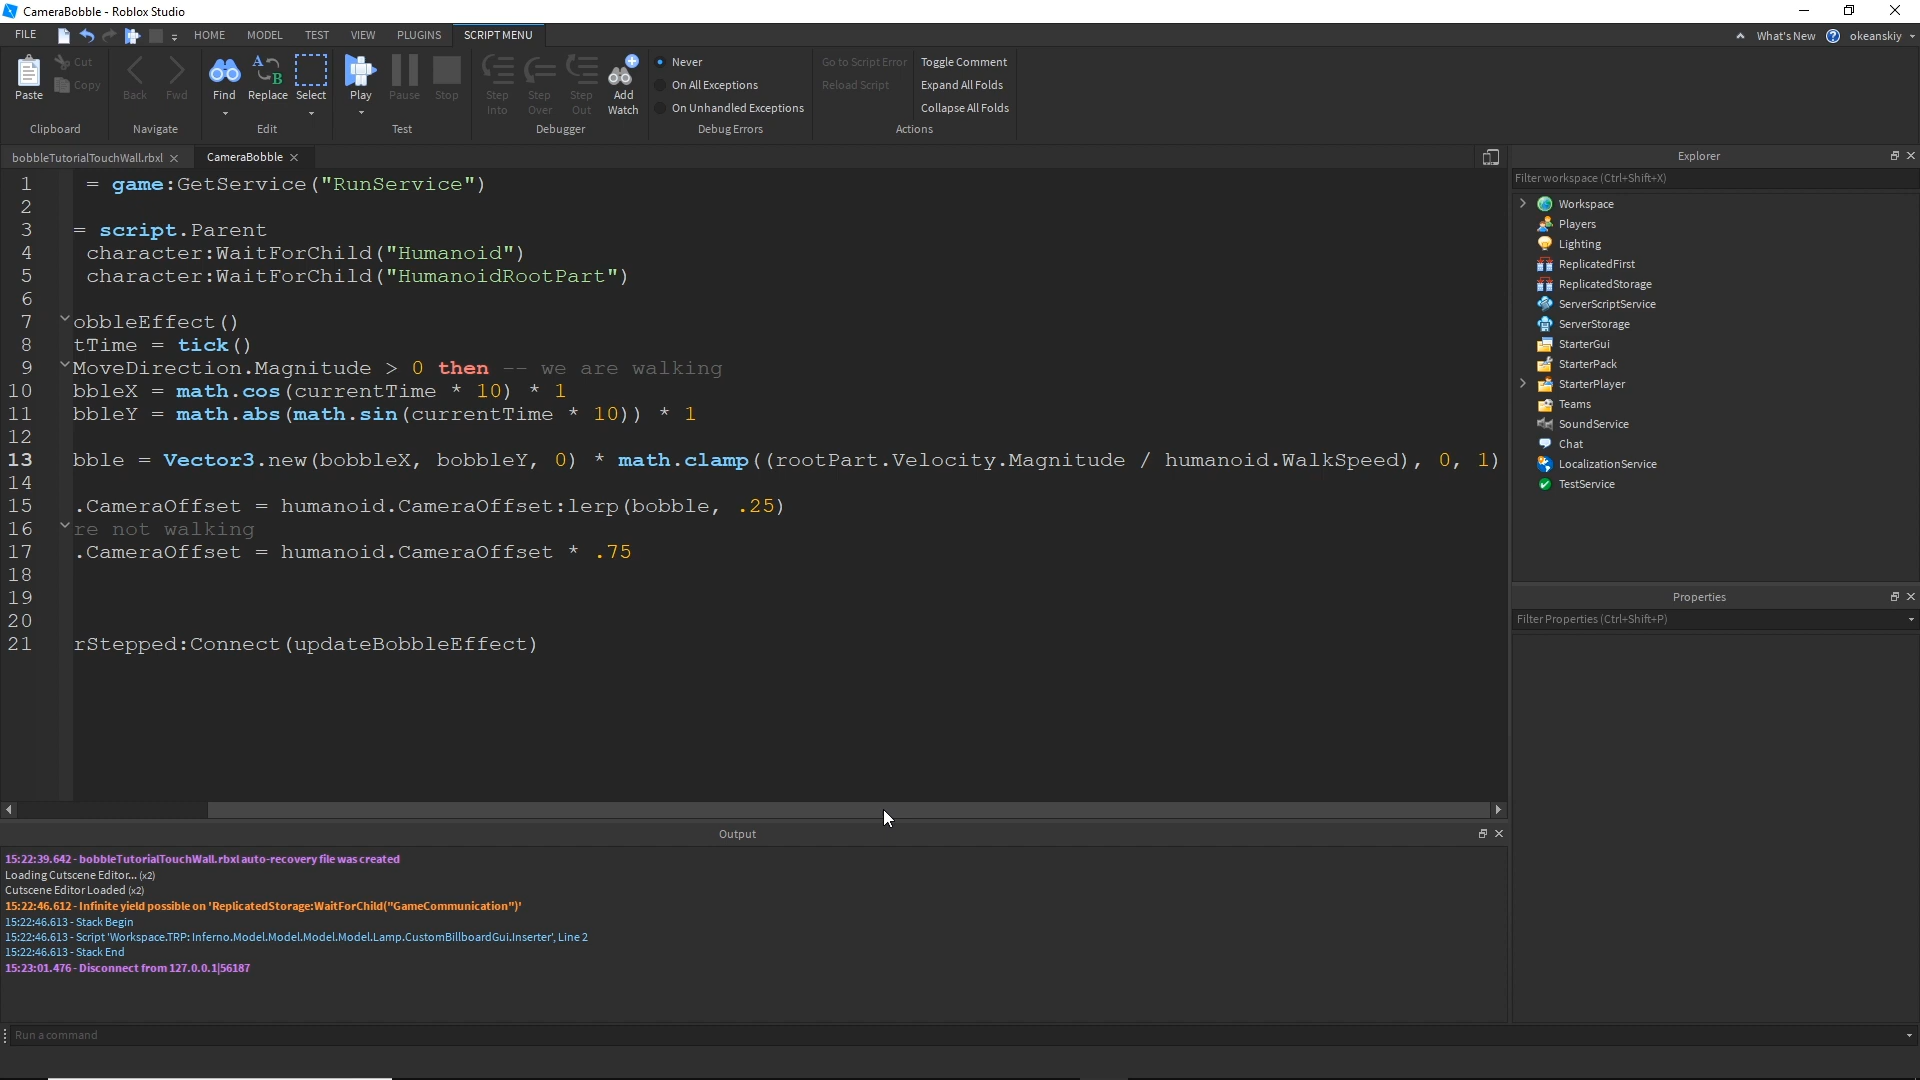 CameraBobble - Roblox Studio
FILE HOME MODEL TEST VIEW PLUGINS SCRIPT MENU What's New okeanskiy
Paste Cut Copy Back Fwd Find Replace Select Play Pause Stop Step Into Step Over Step Out Add Watch
Never
On All Exceptions
On Unhandled Exceptions
Go to Script Error
Reload Script
Toggle Comment
Expand All Folds
Collapse All Folds
Clipboard Navigate Edit Test Debugger Debug Errors Actions
bobbleTutorialTouchWall.rbxl CameraBobble
1 = game:GetService("RunService")
2
3 = script.Parent
4 character:WaitForChild("Humanoid")
5 character:WaitForChild("HumanoidRootPart")
6
7 obbleEffect()
8 tTime = tick()
9 MoveDirection.Magnitude > 0 then -- we are walking
10 bbleX = math.cos(currentTime * 10) * 1
11 bbleY = math.abs(math.sin(currentTime * 10)) * 1
12
13 bble = Vector3.new(bobbleX, bobbleY, 0) * math.clamp((rootPart.Velocity.Magnitude / humanoid.WalkSpeed), 0, 1)
14
15 .CameraOffset = humanoid.CameraOffset:lerp(bobble, .25)
16 re not walking
17 .CameraOffset = humanoid.CameraOffset * .75
18
19
20
21 rStepped:Connect(updateBobbleEffect)
Explorer
Filter workspace (Ctrl+Shift+X)
Workspace
Players
Lighting
ReplicatedFirst
ReplicatedStorage
ServerScriptService
ServerStorage
StarterGui
StarterPack
StarterPlayer
Teams
SoundService
Chat
LocalizationService
TestService
Properties
Filter Properties (Ctrl+Shift+P)
Output
15:22:39.642 - bobbleTutorialTouchWall.rbxl auto-recovery file was created
Loading Cutscene Editor... (x2)
Cutscene Editor Loaded (x2)
15:22:46.612 - Infinite yield possible on 'ReplicatedStorage:WaitForChild("GameCommunication")'
15:22:46.613 - Stack Begin
15:22:46.613 - Script 'Workspace.TRP: Inferno.Model.Model.Model.Model.Lamp.CustomBillboardGui.Inserter', Line 2
15:22:46.613 - Stack End
15:23:01.476 - Disconnect from 127.0.0.1|56187
Run a command